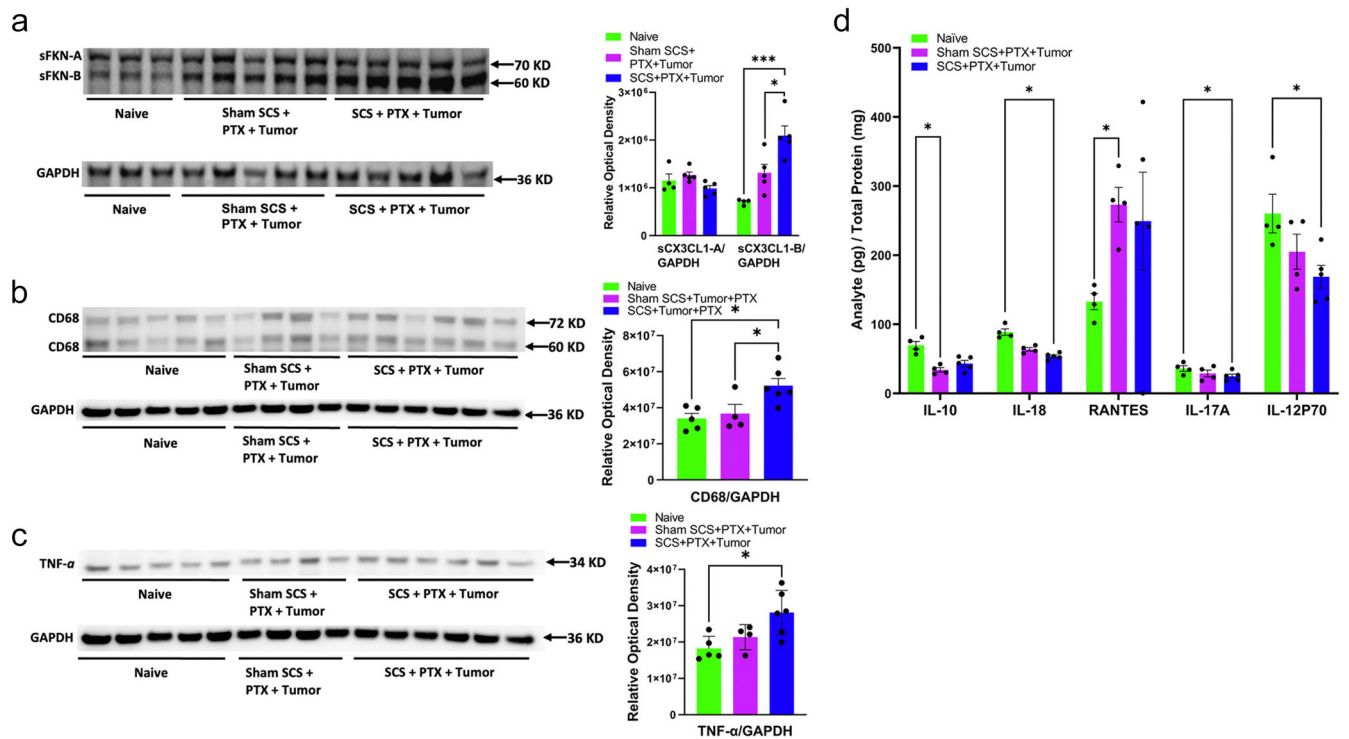 a
sFKN-A
sFKN-B
70 KD
60 KD
Naive
Sham SCS +
PTX + Tumor
SCS + PTX + Tumor
GAPDH
36 KD
Naive
Sham SCS +
PTX + Tumor
SCS + PTX + Tumor
Naive
Sham SCS+
PTX+Tumor
SCS+PTX+Tumor
***
*
Relative Optical Density
3×10⁶
2×10⁶
1×10⁶
0
sCX3CL1-A/
GAPDH
sCX3CL1-B/
GAPDH
b
CD68
CD68
72 KD
60 KD
Naive
Sham SCS +
PTX + Tumor
SCS + PTX + Tumor
GAPDH
36 KD
Naive
Sham SCS +
PTX + Tumor
SCS + PTX + Tumor
Naive
Sham SCS+Tumor+PTX
SCS+Tumor+PTX
*
*
Relative Optical Density
8×10⁷
6×10⁷
4×10⁷
2×10⁷
0
CD68/GAPDH
c
TNF-α
34 KD
Naive
Sham SCS +
PTX + Tumor
SCS + PTX + Tumor
GAPDH
36 KD
Naive
Sham SCS +
PTX + Tumor
SCS + PTX + Tumor
Naive
Sham SCS+PTX+Tumor
SCS+PTX+Tumor
*
Relative Optical Density
4×10⁷
3×10⁷
2×10⁷
1×10⁷
0
TNF-α/GAPDH
d
Naïve
Sham SCS+PTX+Tumor
SCS+PTX+Tumor
Analyte (pg) / Total Protein (mg)
500
400
300
200
100
0
*
*
*
*
*
IL-10
IL-18
RANTES
IL-17A
IL-12P70